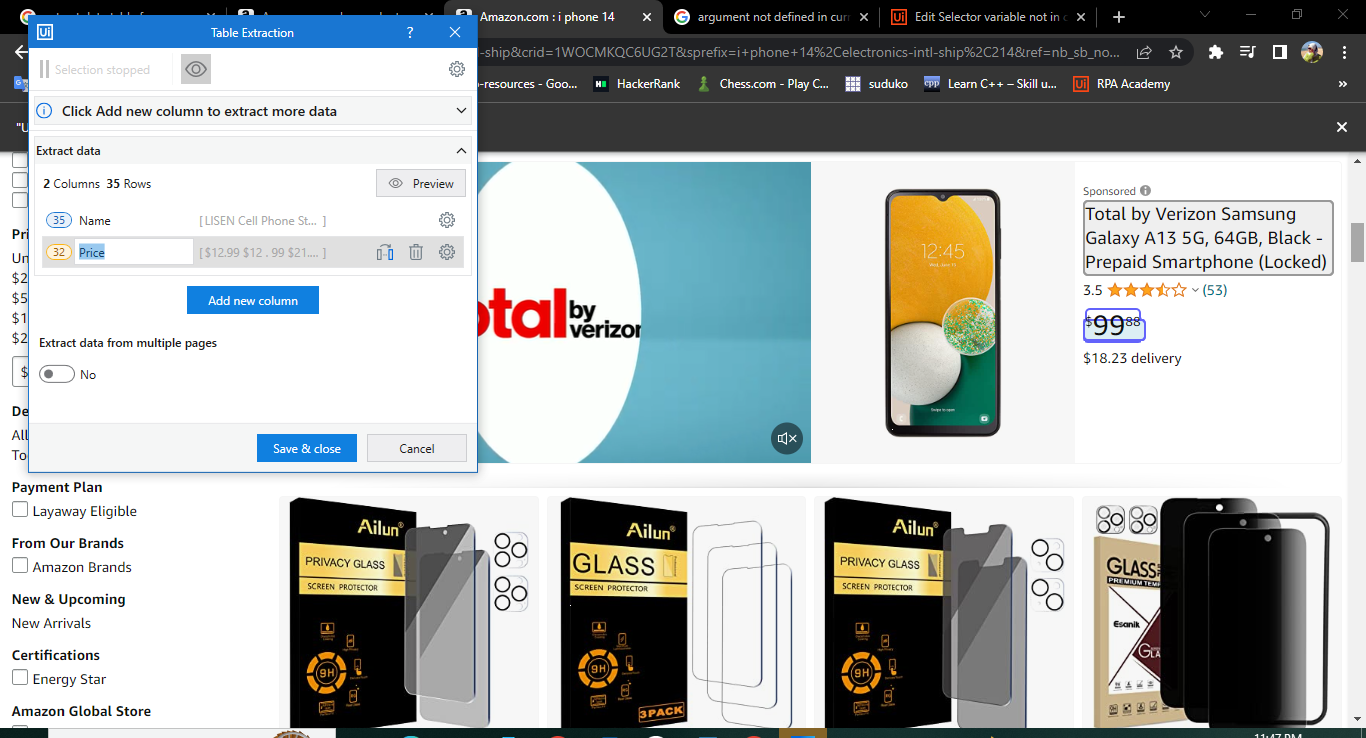 Amazon.com : i phone 14
argument not defined in curr
Edit Selector variable not in c
Ui
Table Extraction
?
-ship&crid=1WOCMKQC6UG2T&sprefix=i+phone+14%2Celectronics-intl-ship%2C214&ref=nb_sb_no...
Selection stopped
o-resources - Goo...
HackerRank
Chess.com - Play C...
suduko
cpp
Learn C++ – Skill u...
Ui
RPA Academy
»
Click Add new column to extract more data
"U
Extract data
2 Columns 35 Rows
Preview
35 Name [ LISEN Cell Phone St... ]
32 Price [ $12.99 $12 . 99 $21.... ]
Add new column
Extract data from multiple pages
No
Save & close
Cancel
Pri
Un
$2
$5
$1
$2
$
De
All
To
total by
verizon
12:45
Sponsored
Total by Verizon Samsung
Galaxy A13 5G, 64GB, Black -
Prepaid Smartphone (Locked)
3.5 (53)
$99.88
$18.23 delivery
Payment Plan
Layaway Eligible
From Our Brands
Amazon Brands
New & Upcoming
New Arrivals
Certifications
Energy Star
Amazon Global Store
Ailun®
PRIVACY GLASS
SCREEN PROTECTOR
9H
Ailun®
GLASS
SCREEN PROTECTOR
9H
3PACK
Ailun®
PRIVACY GLASS
SCREEN PROTECTOR
9H
GLASS
PREMIUM TEMP
Esanik
GLA
11:47 PM